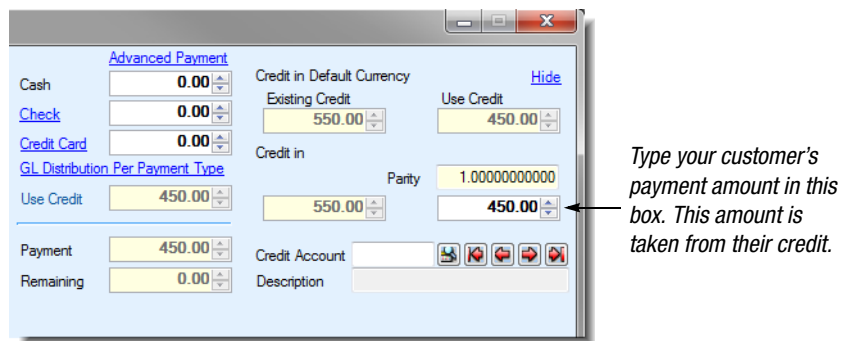 Advanced Payment
Cash 0.00
Check 0.00
Credit Card 0.00
GL Distribution Per Payment Type
Use Credit 450.00
Payment 450.00
Remaining 0.00
Credit in Default Currency Hide
Existing Credit Use Credit
550.00 450.00
Credit in
Parity 1.00000000000
550.00 450.00
Credit Account
Description
Type your customer’s
payment amount in this
box. This amount is
taken from their credit.